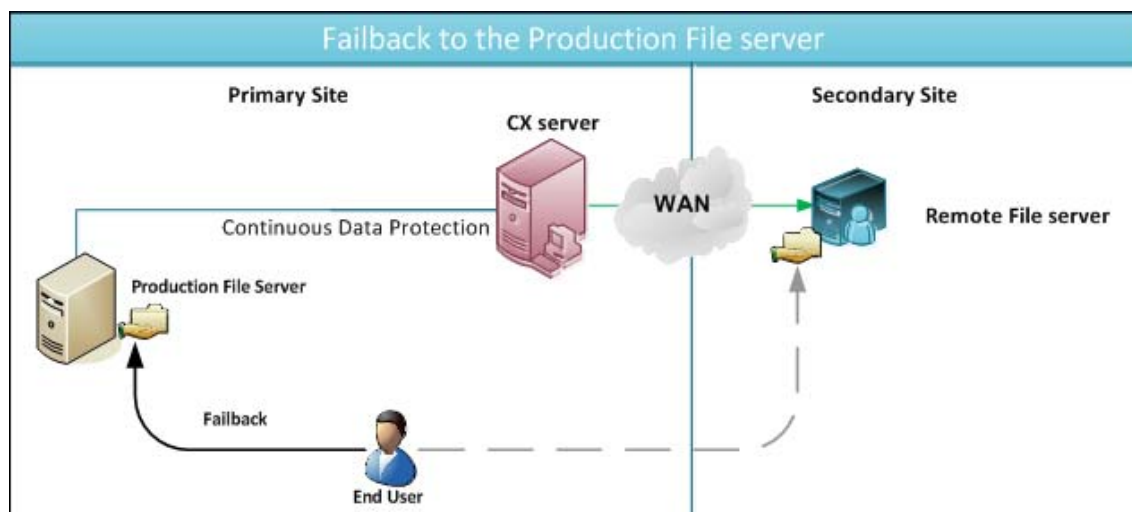 Failback to the Production File server
Primary Site
Secondary Site
CX server
WAN
Remote File server
Continuous Data Protection
Production File Server
Failback
End User